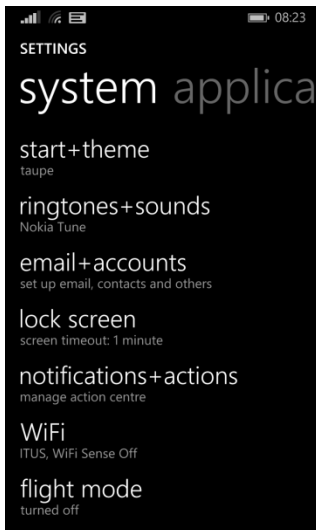 08:23
SETTINGS
system applica
start+theme
taupe
ringtones+sounds
Nokia Tune
email+accounts
set up email, contacts and others
lock screen
screen timeout: 1 minute
notifications+actions
manage action centre
WiFi
ITUS, WiFi Sense Off
flight mode
turned off